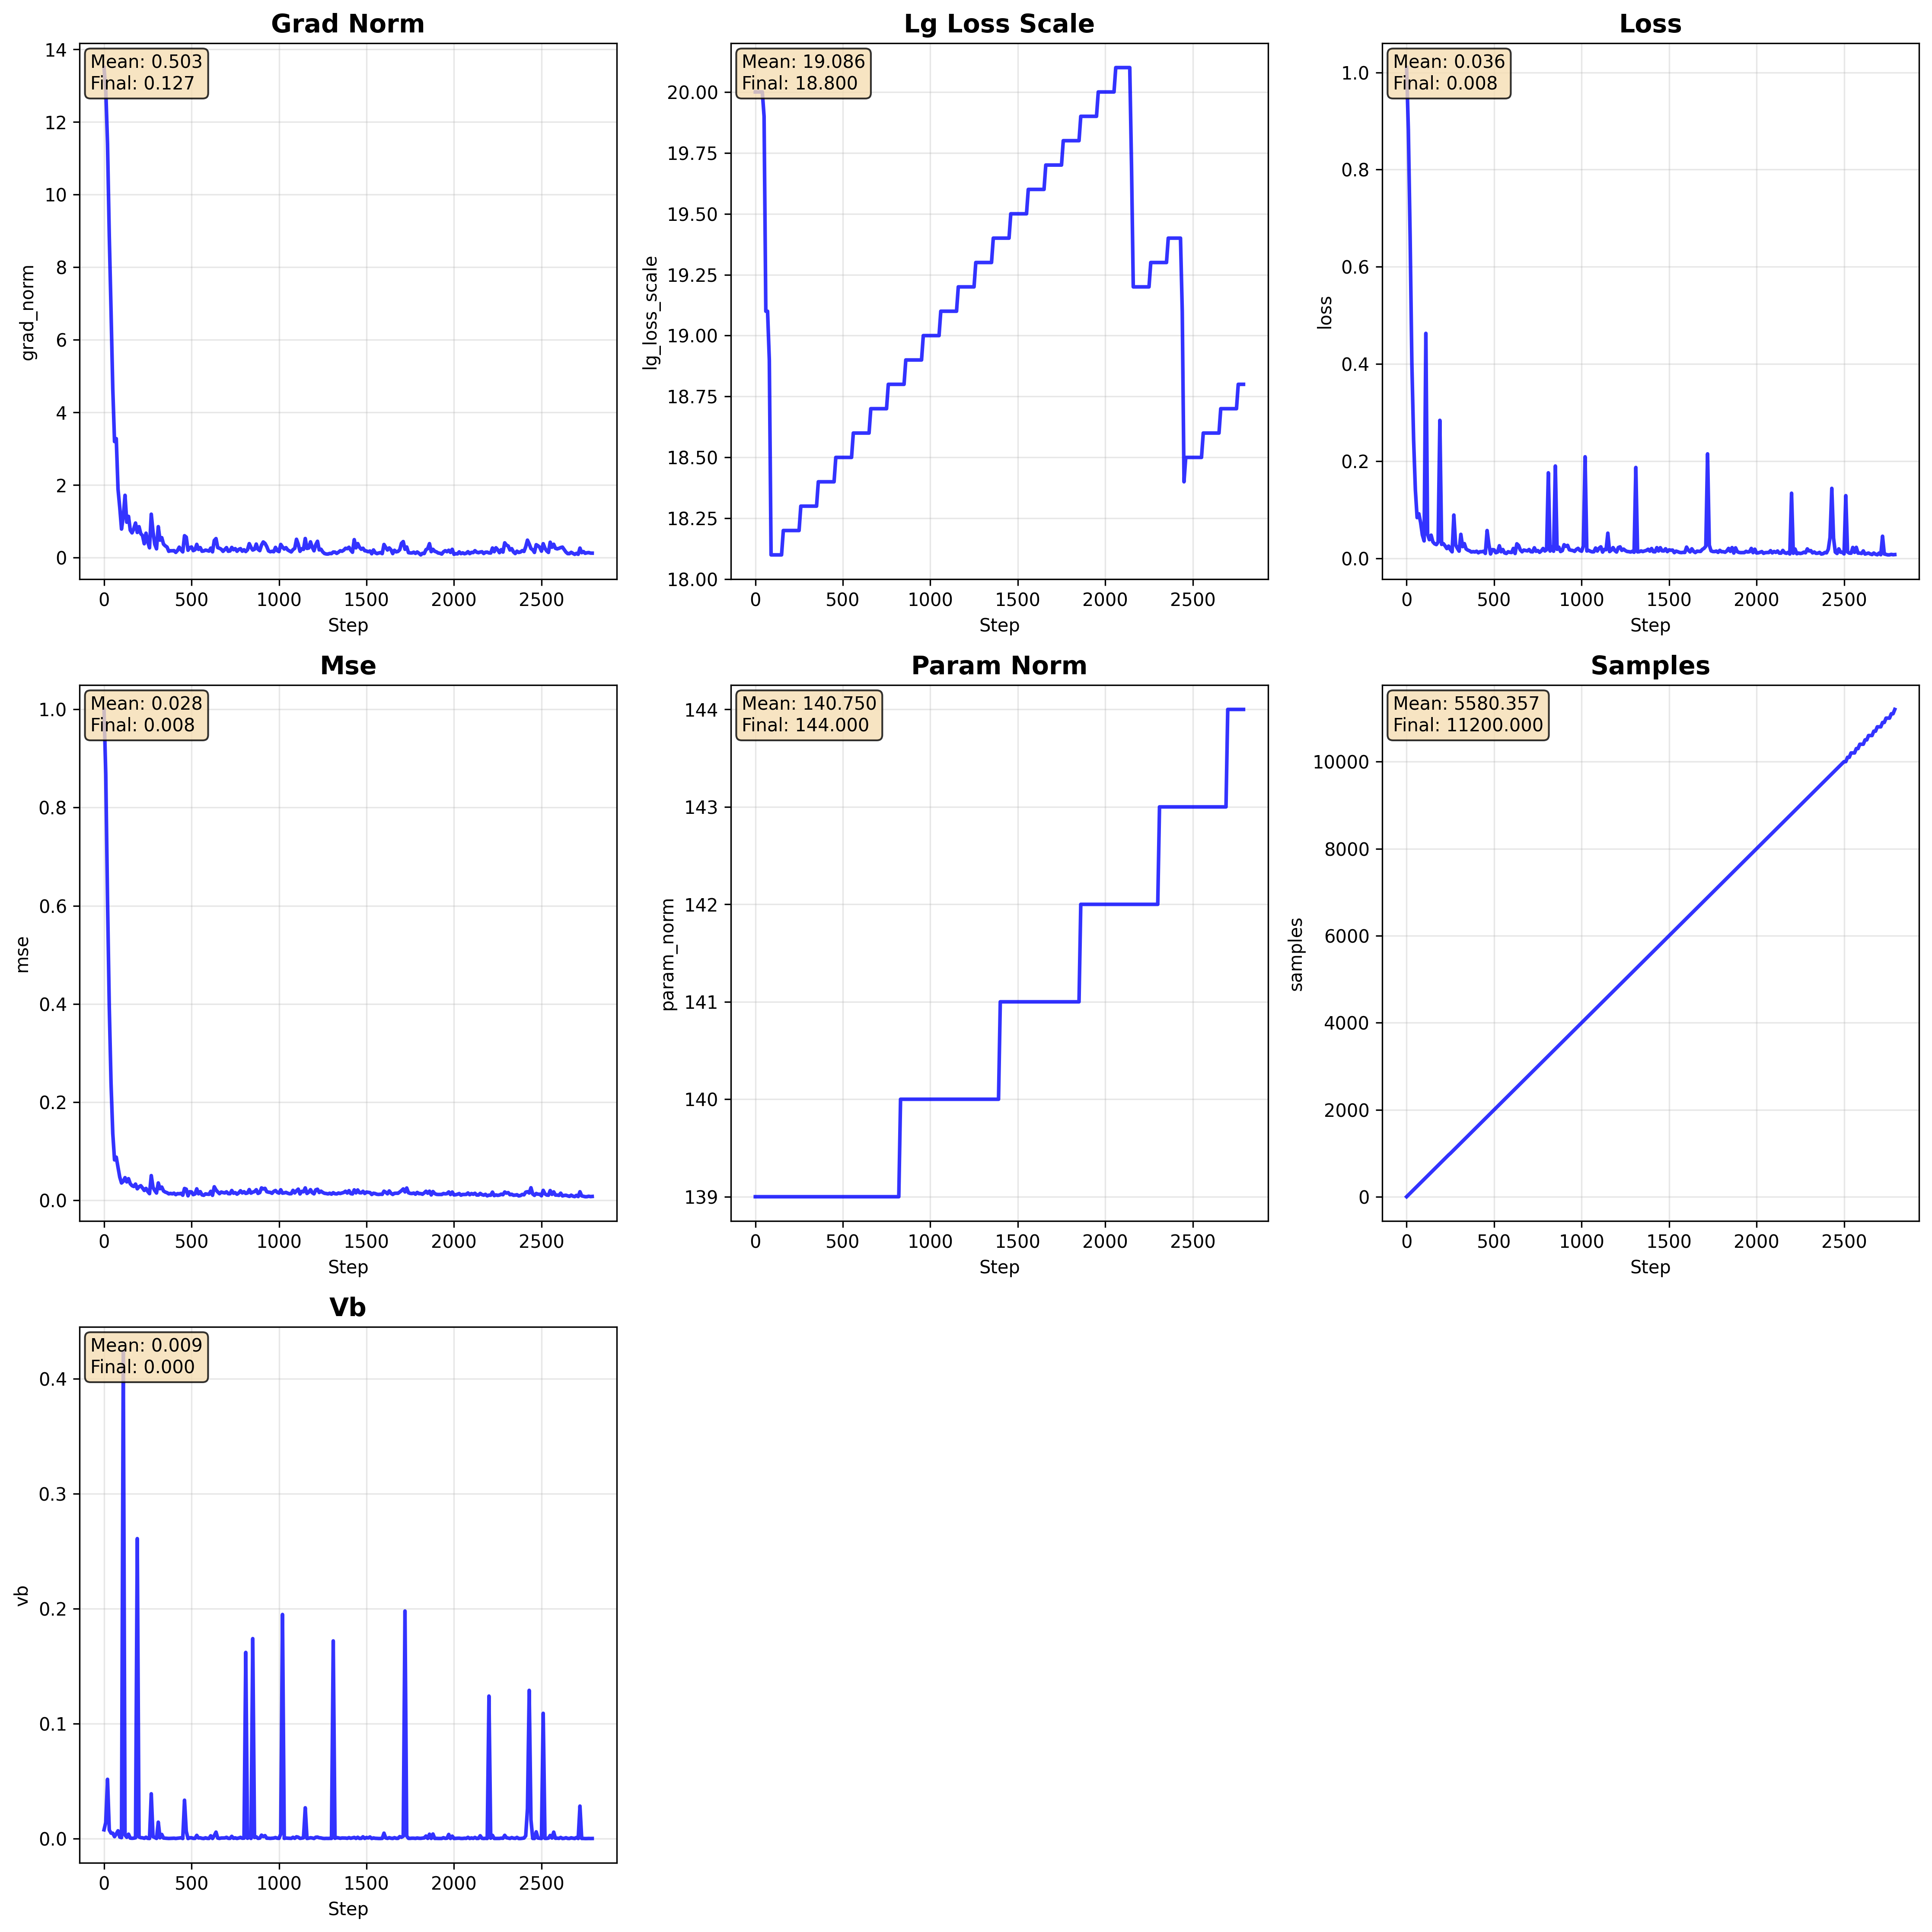 Grad Norm
Mean: 0.503
Final: 0.127
14
12
10
8
6
4
2
0
grad_norm
0 500 1000 1500 2000 2500
Step
Lg Loss Scale
Mean: 19.086
Final: 18.800
20.00
19.75
19.50
19.25
19.00
18.75
18.50
18.25
18.00
lg_loss_scale
0 500 1000 1500 2000 2500
Step
Loss
Mean: 0.036
Final: 0.008
1.0
0.8
0.6
0.4
0.2
0.0
loss
0 500 1000 1500 2000 2500
Step
Mse
Mean: 0.028
Final: 0.008
1.0
0.8
0.6
0.4
0.2
0.0
mse
0 500 1000 1500 2000 2500
Step
Param Norm
Mean: 140.750
Final: 144.000
144
143
142
141
140
139
param_norm
0 500 1000 1500 2000 2500
Step
Samples
Mean: 5580.357
Final: 11200.000
10000
8000
6000
4000
2000
0
samples
0 500 1000 1500 2000 2500
Step
Vb
Mean: 0.009
Final: 0.000
0.4
0.3
0.2
0.1
0.0
vb
0 500 1000 1500 2000 2500
Step